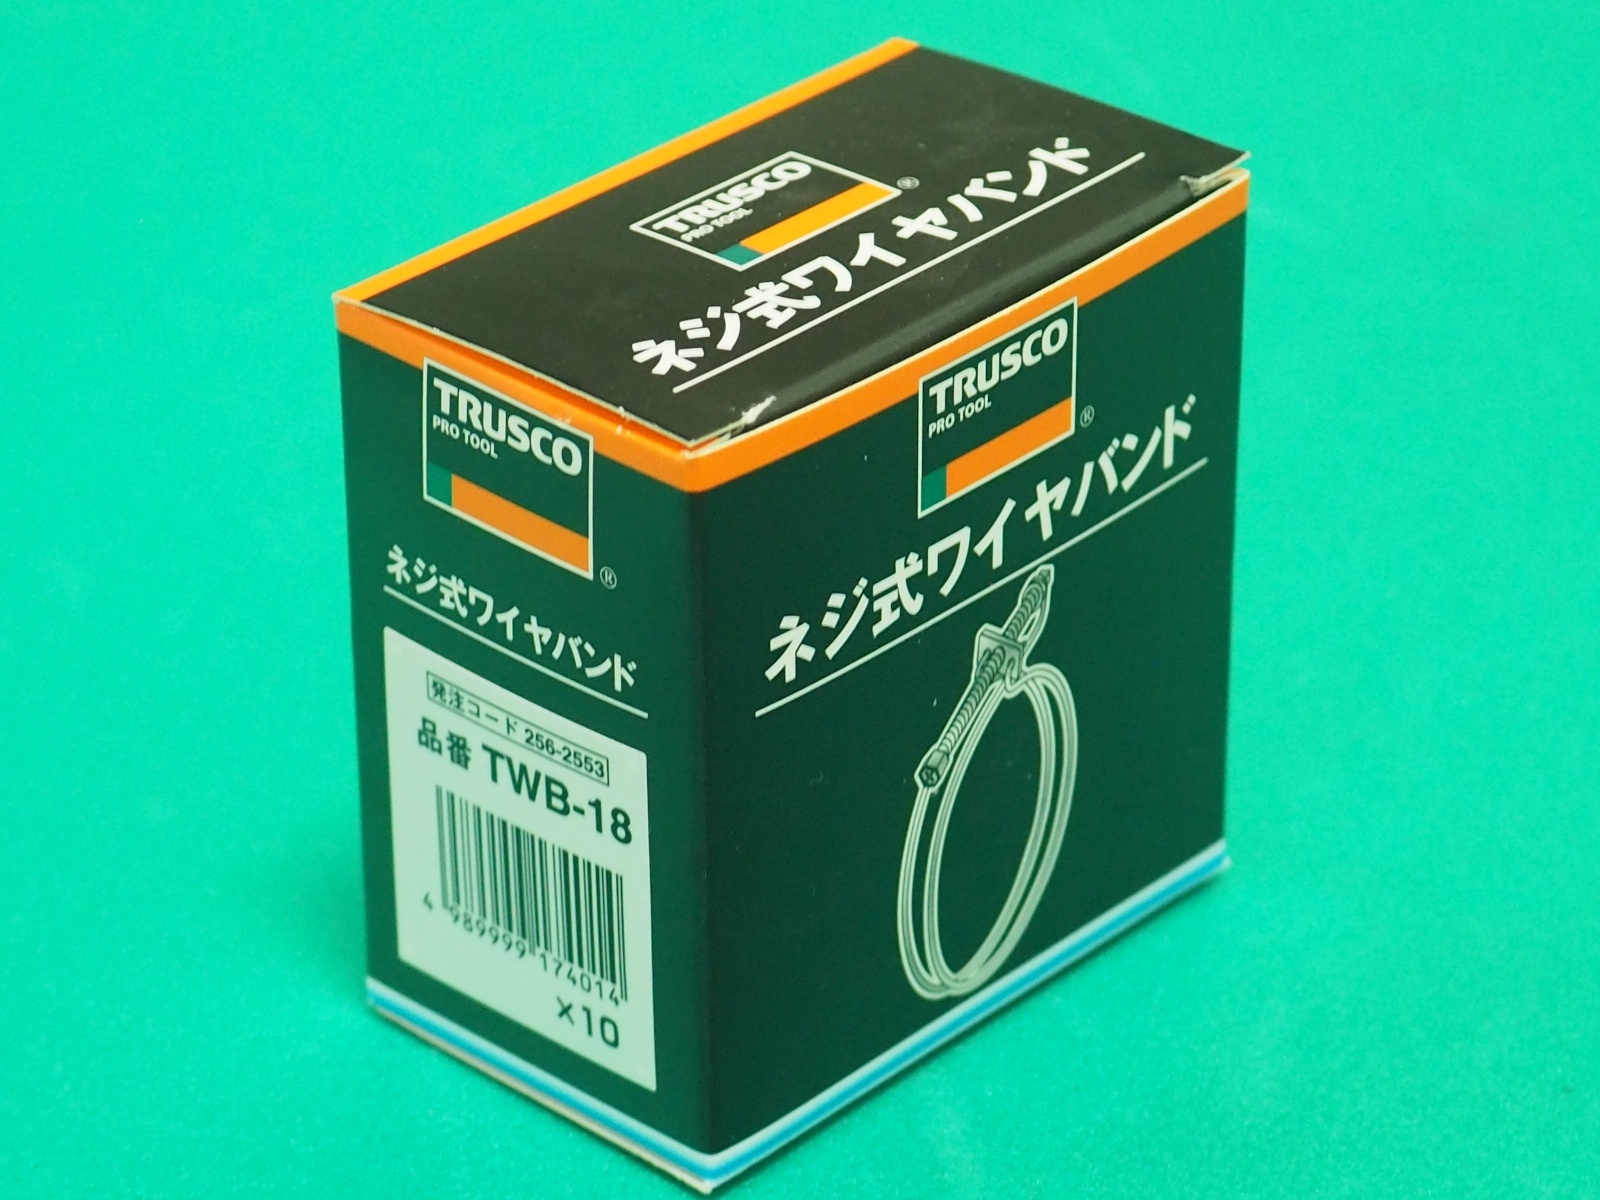 TRUSCO
PRO TOOL
®
ネジ式ワイヤバンド
TRUSCO
PRO TOOL
®
ネジ式ワイヤバンド
発注コード 256-2553
品番 TWB-18
4 989999 174014
×10
TRUSCO
PRO TOOL
®
ネジ式ワイヤバンド